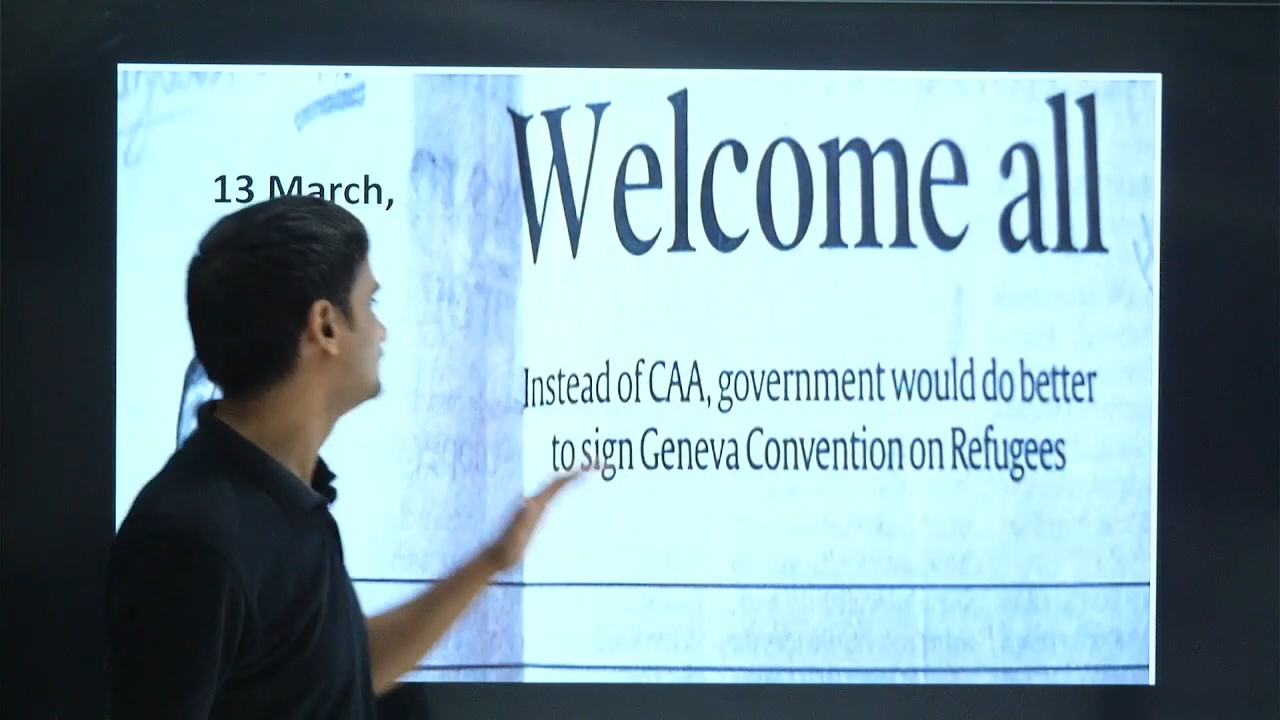 13 March,
Welcome all
Instead of CAA, government would do better
to sign Geneva Convention on Refugees